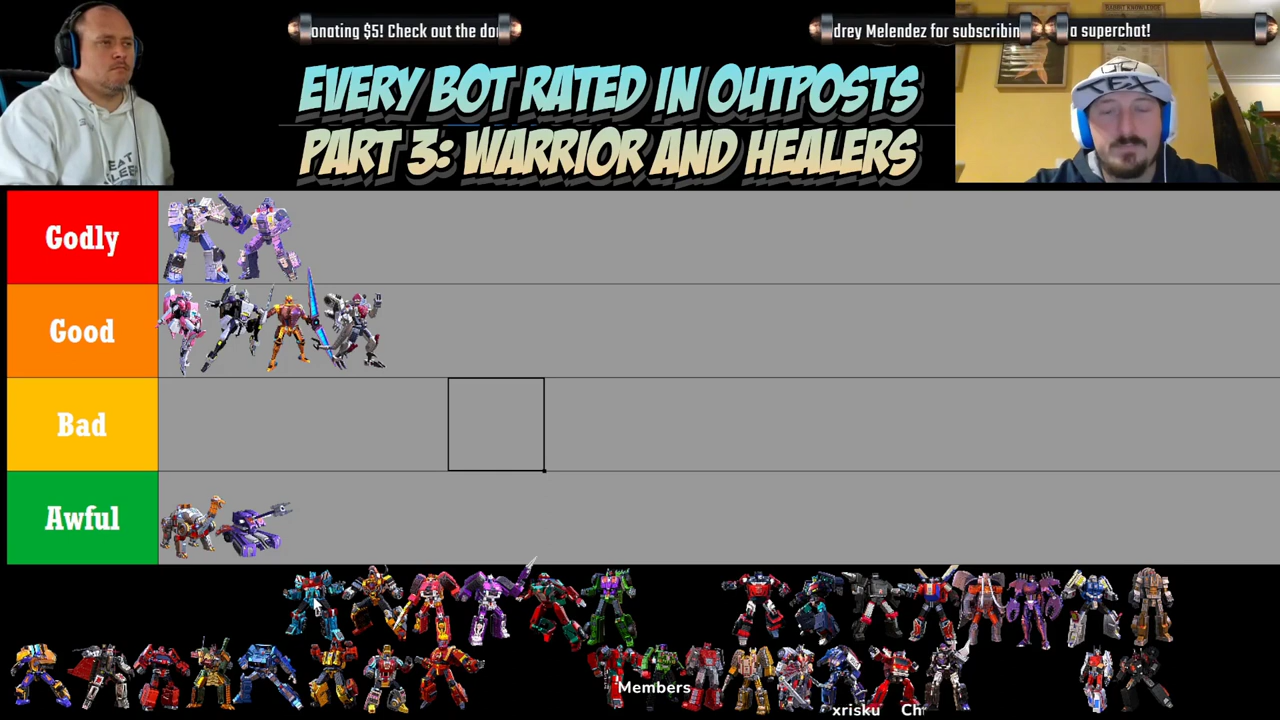 onating $5! Check out the do
drey Melendez for subscribin
a superchat!
EVERY BOT RATED IN OUTPOSTS
PART 3: WARRIOR AND HEALERS
Godly
Good
Bad
Awful
Members
xrisku Ch